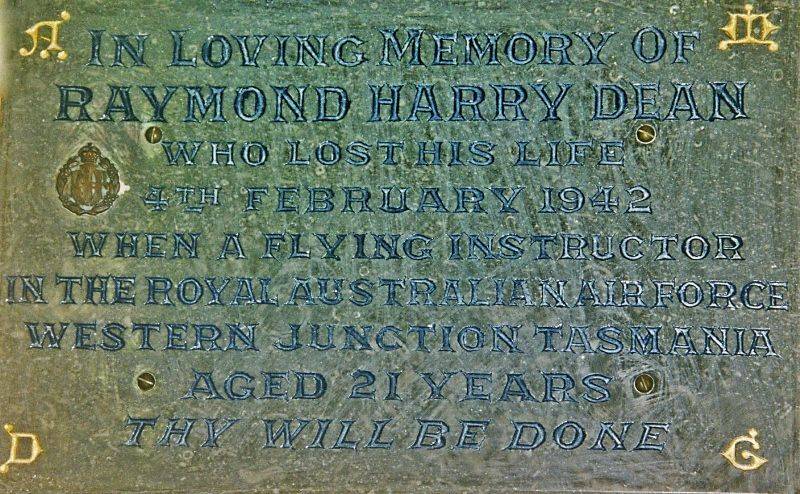 A M
IN LOVING MEMORY OF
RAYMOND HARRY DEAN
WHO LOST HIS LIFE
4TH FEBRUARY 1942
WHEN A FLYING INSTRUCTOR
IN THE ROYAL AUSTRALIAN AIR FORCE
WESTERN JUNCTION TASMANIA
AGED 21 YEARS
THY WILL BE DONE
D G